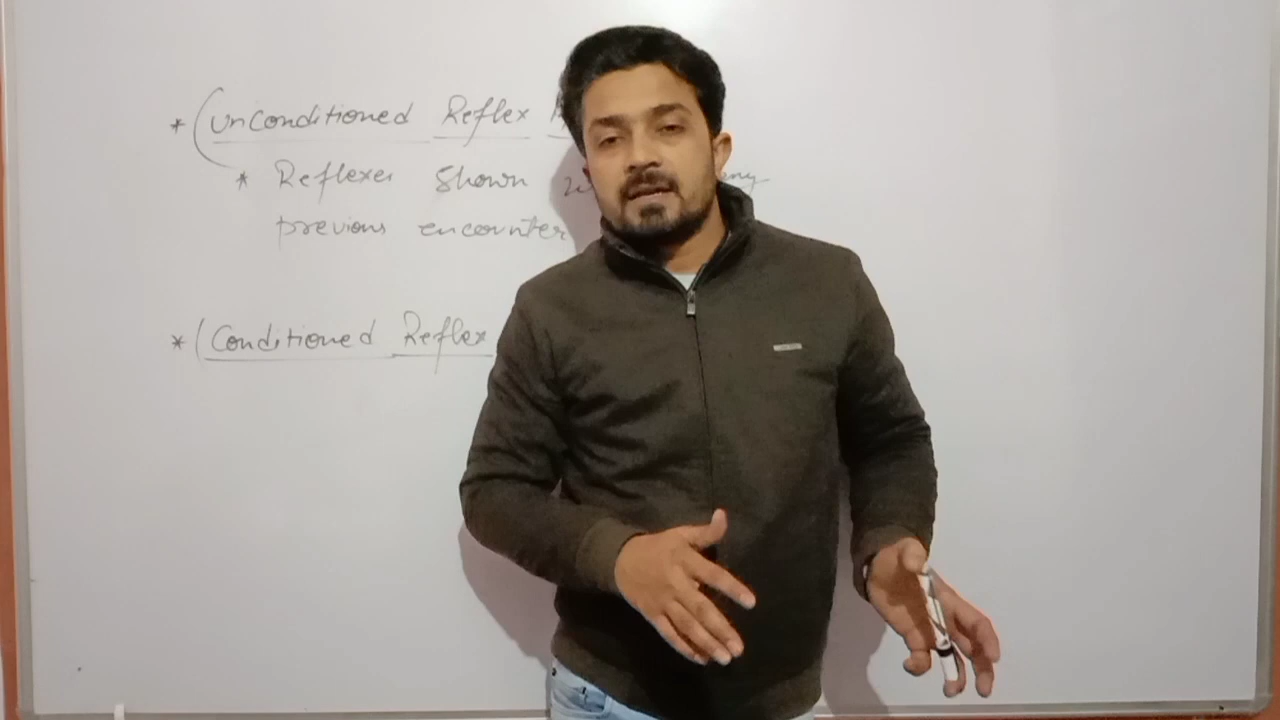 * (Unconditioned Reflex
* Reflexes shown
previous encounter
* (Conditioned Reflex